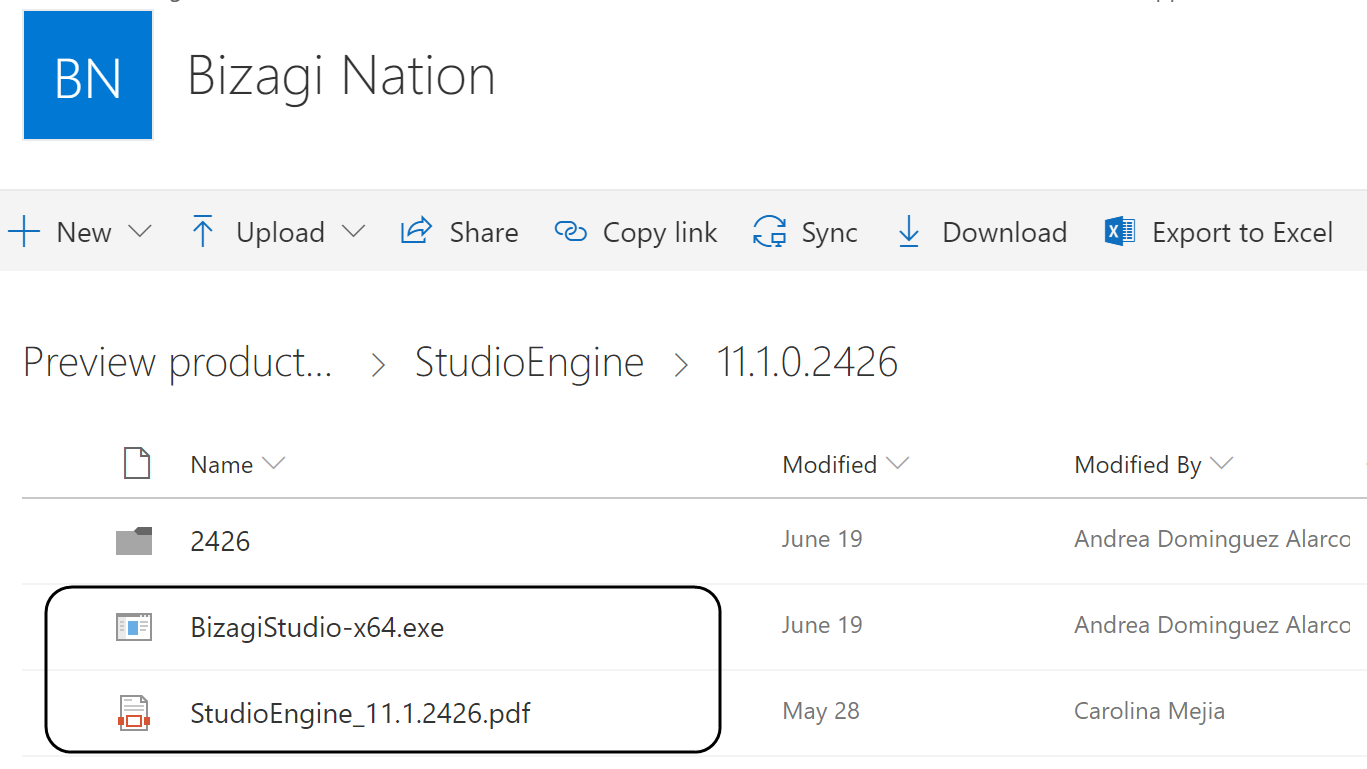 BN
Bizagi Nation
New Upload Share Copy link Sync Download Export to Excel
Preview product... StudioEngine 11.1.0.2426
Name Modified Modified By
2426 June 19 Andrea Dominguez Alarco
BizagiStudio-x64.exe June 19 Andrea Dominguez Alarco
StudioEngine_11.1.2426.pdf May 28 Carolina Mejia